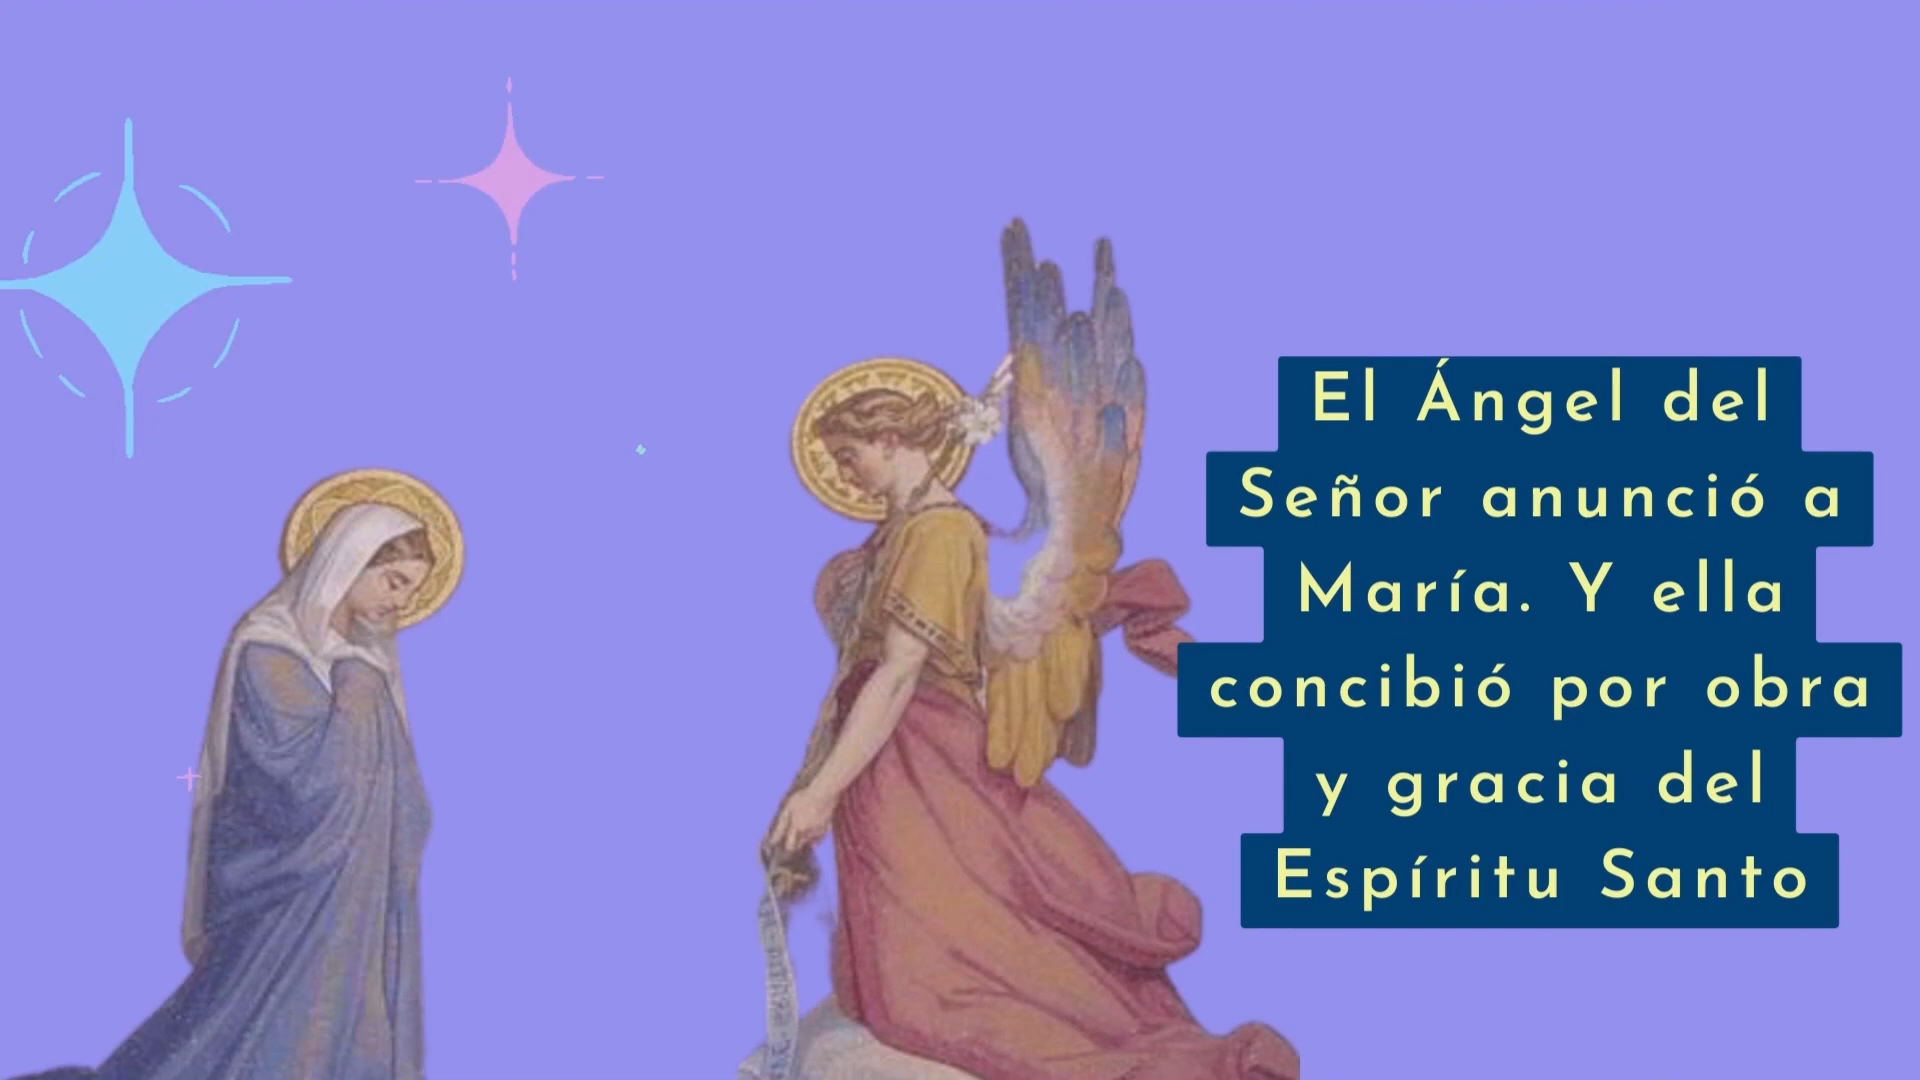 El Ángel del
Señor anunció a
María. Y ella
concibió por obra
y gracia del
Espíritu Santo